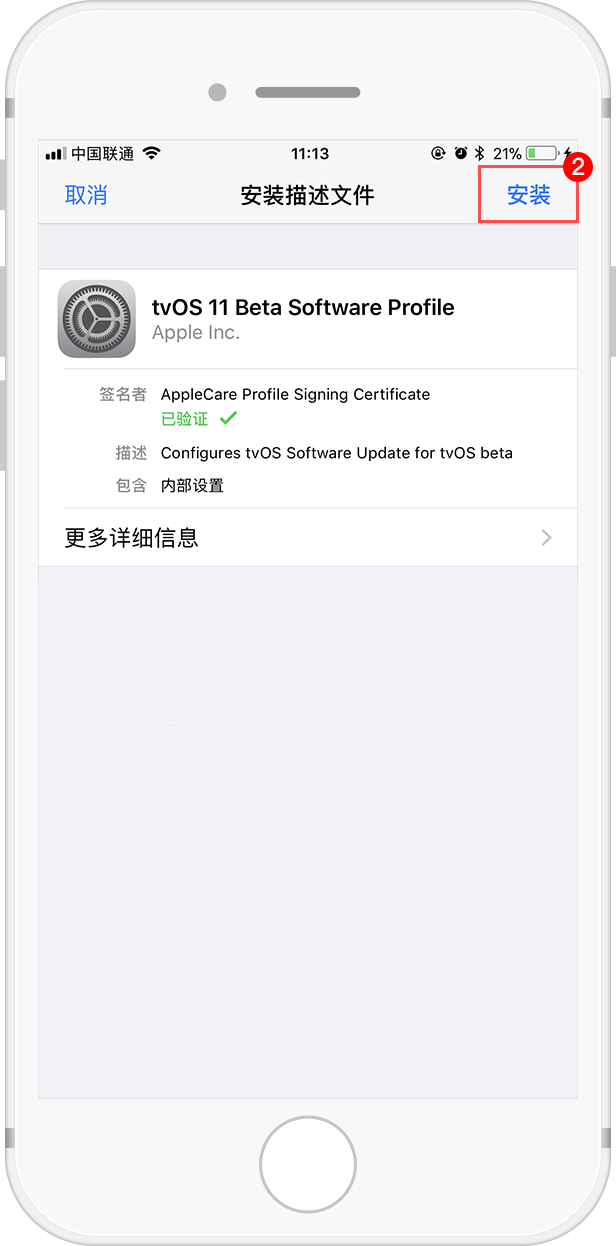 中国联通 11:13 21%
2
取消 安装描述文件 安装
tvOS 11 Beta Software Profile
Apple Inc.
签名者 AppleCare Profile Signing Certificate
已验证
描述 Configures tvOS Software Update for tvOS beta
包含 内部设置
更多详细信息